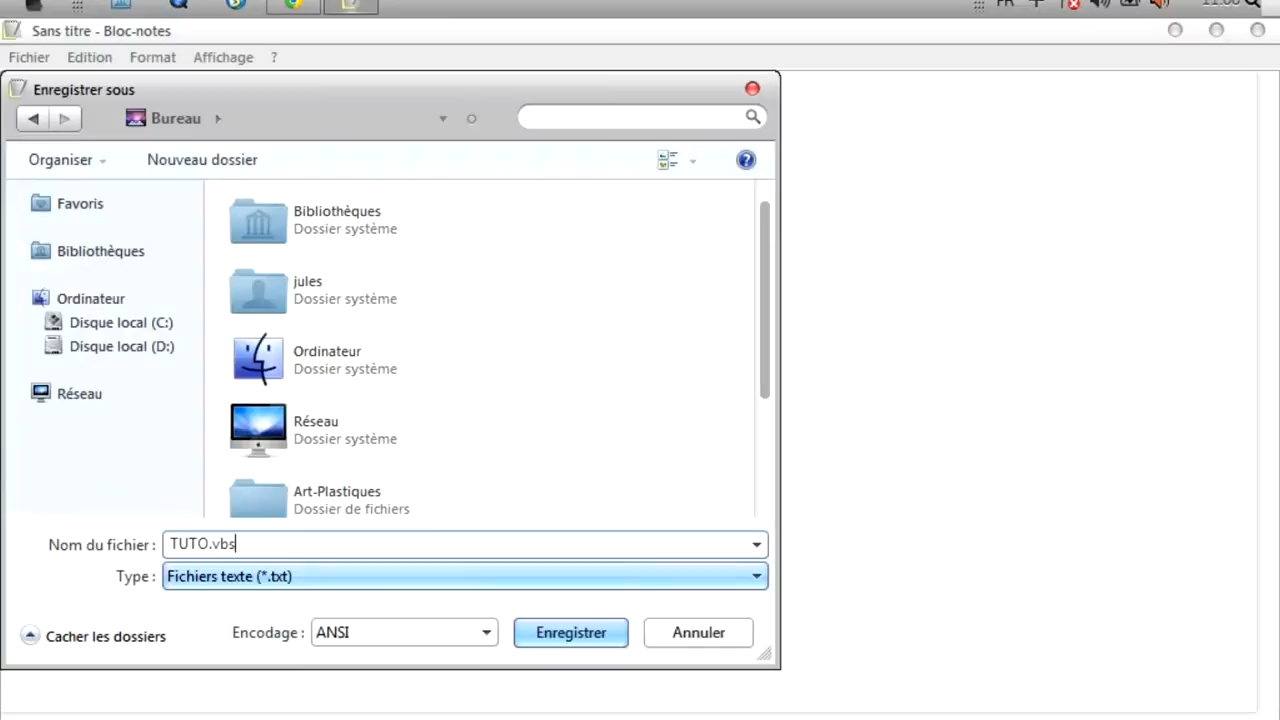 FR
Sans titre - Bloc-notes
Fichier Edition Format Affichage ?
Enregistrer sous
Bureau
Organiser Nouveau dossier
Favoris
Bibliothèques
Ordinateur
Disque local (C:)
Disque local (D:)
Réseau
Bibliothèques
Dossier système
jules
Dossier système
Ordinateur
Dossier système
Réseau
Dossier système
Art-Plastiques
Dossier de fichiers
Nom du fichier : TUTO.vbs
Type : Fichiers texte (*.txt)
Cacher les dossiers Encodage : ANSI Enregistrer Annuler